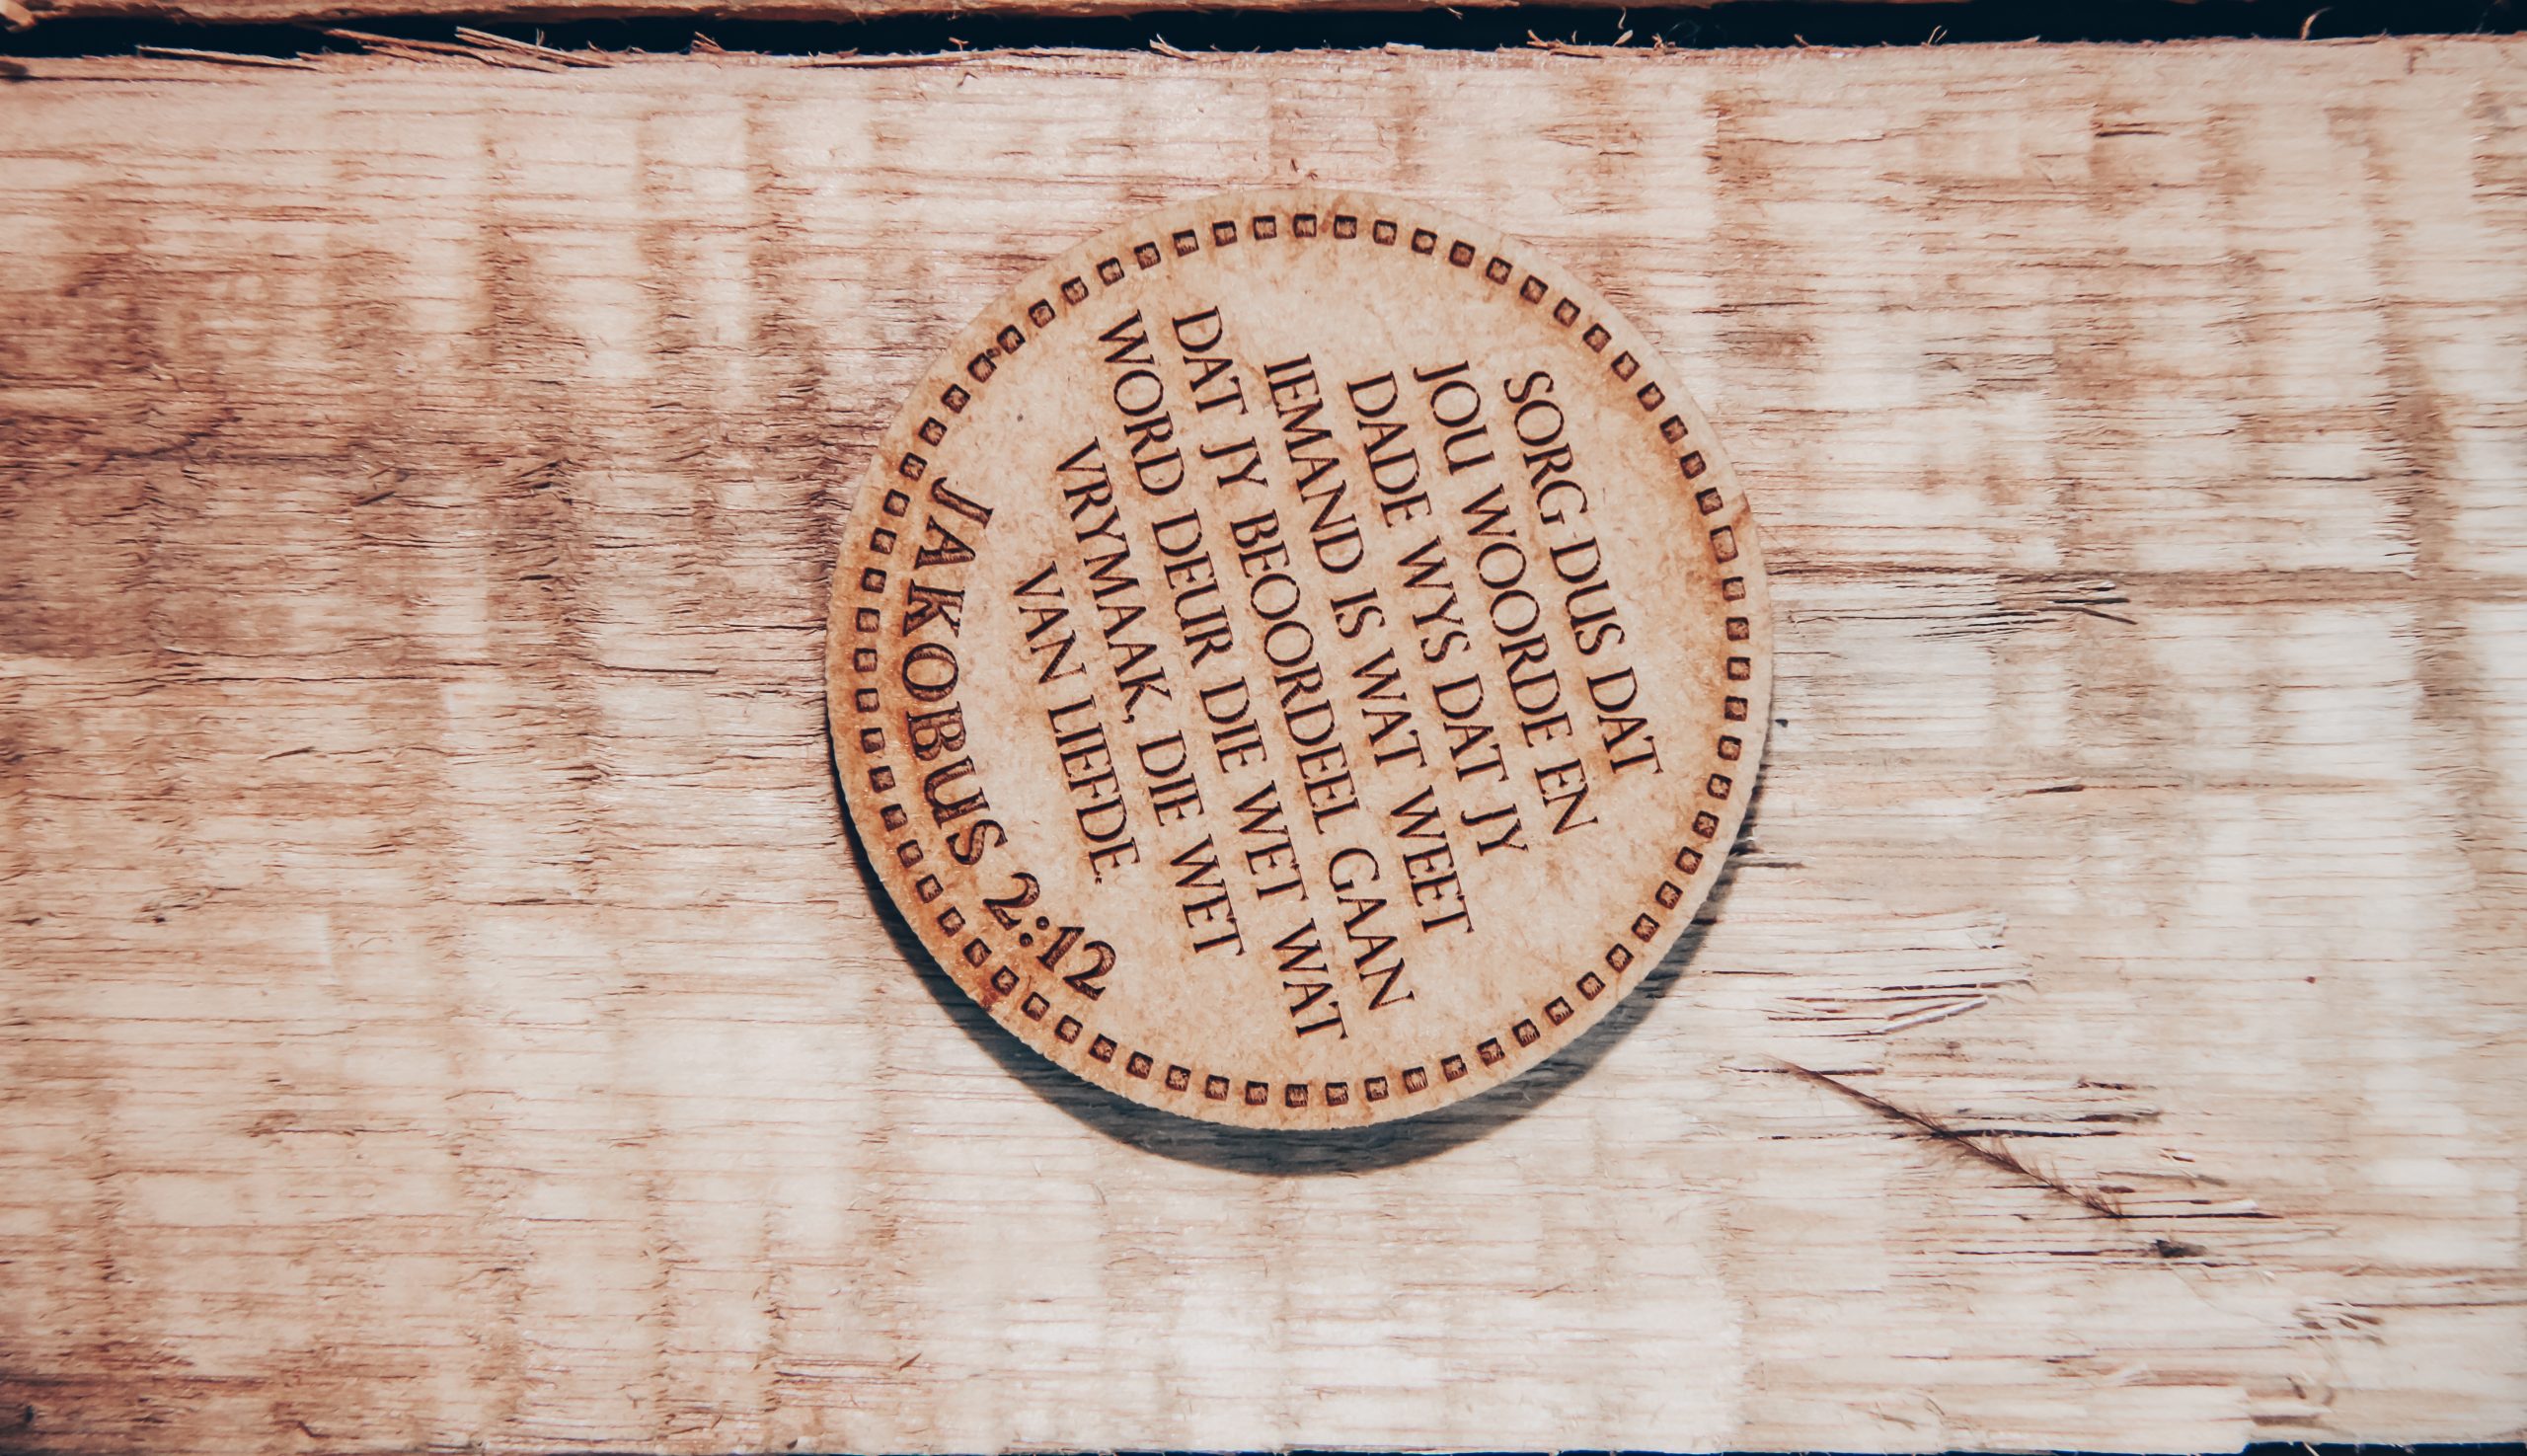 SORG DUS DAT
JOU WOORDE EN
DADE WYS DAT JY
IEMAND IS WAT WEET
DAT JY BEOORDEEL GAAN
WORD DEUR DIE WET WAT
VRYMAAK, DIE WET
VAN LIEFDE.
JAKOBUS 2:12